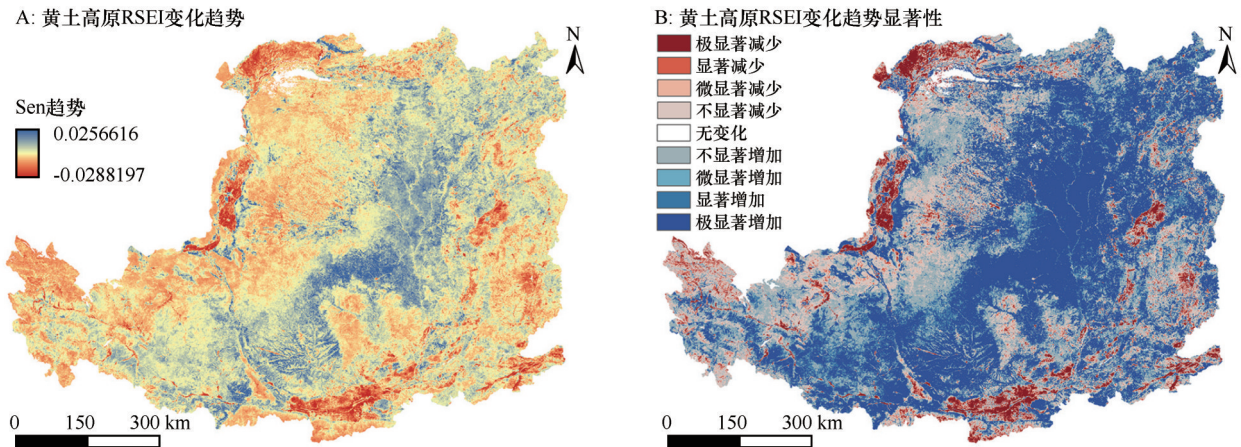 A: 黄土高原RSEI变化趋势
N
Sen趋势
0.0256616
-0.0288197
0 150 300 km
B: 黄土高原RSEI变化趋势显著性
极显著减少
显著减少
微显著减少
不显著减少
无变化
不显著增加
微显著增加
显著增加
极显著增加
N
0 150 300 km